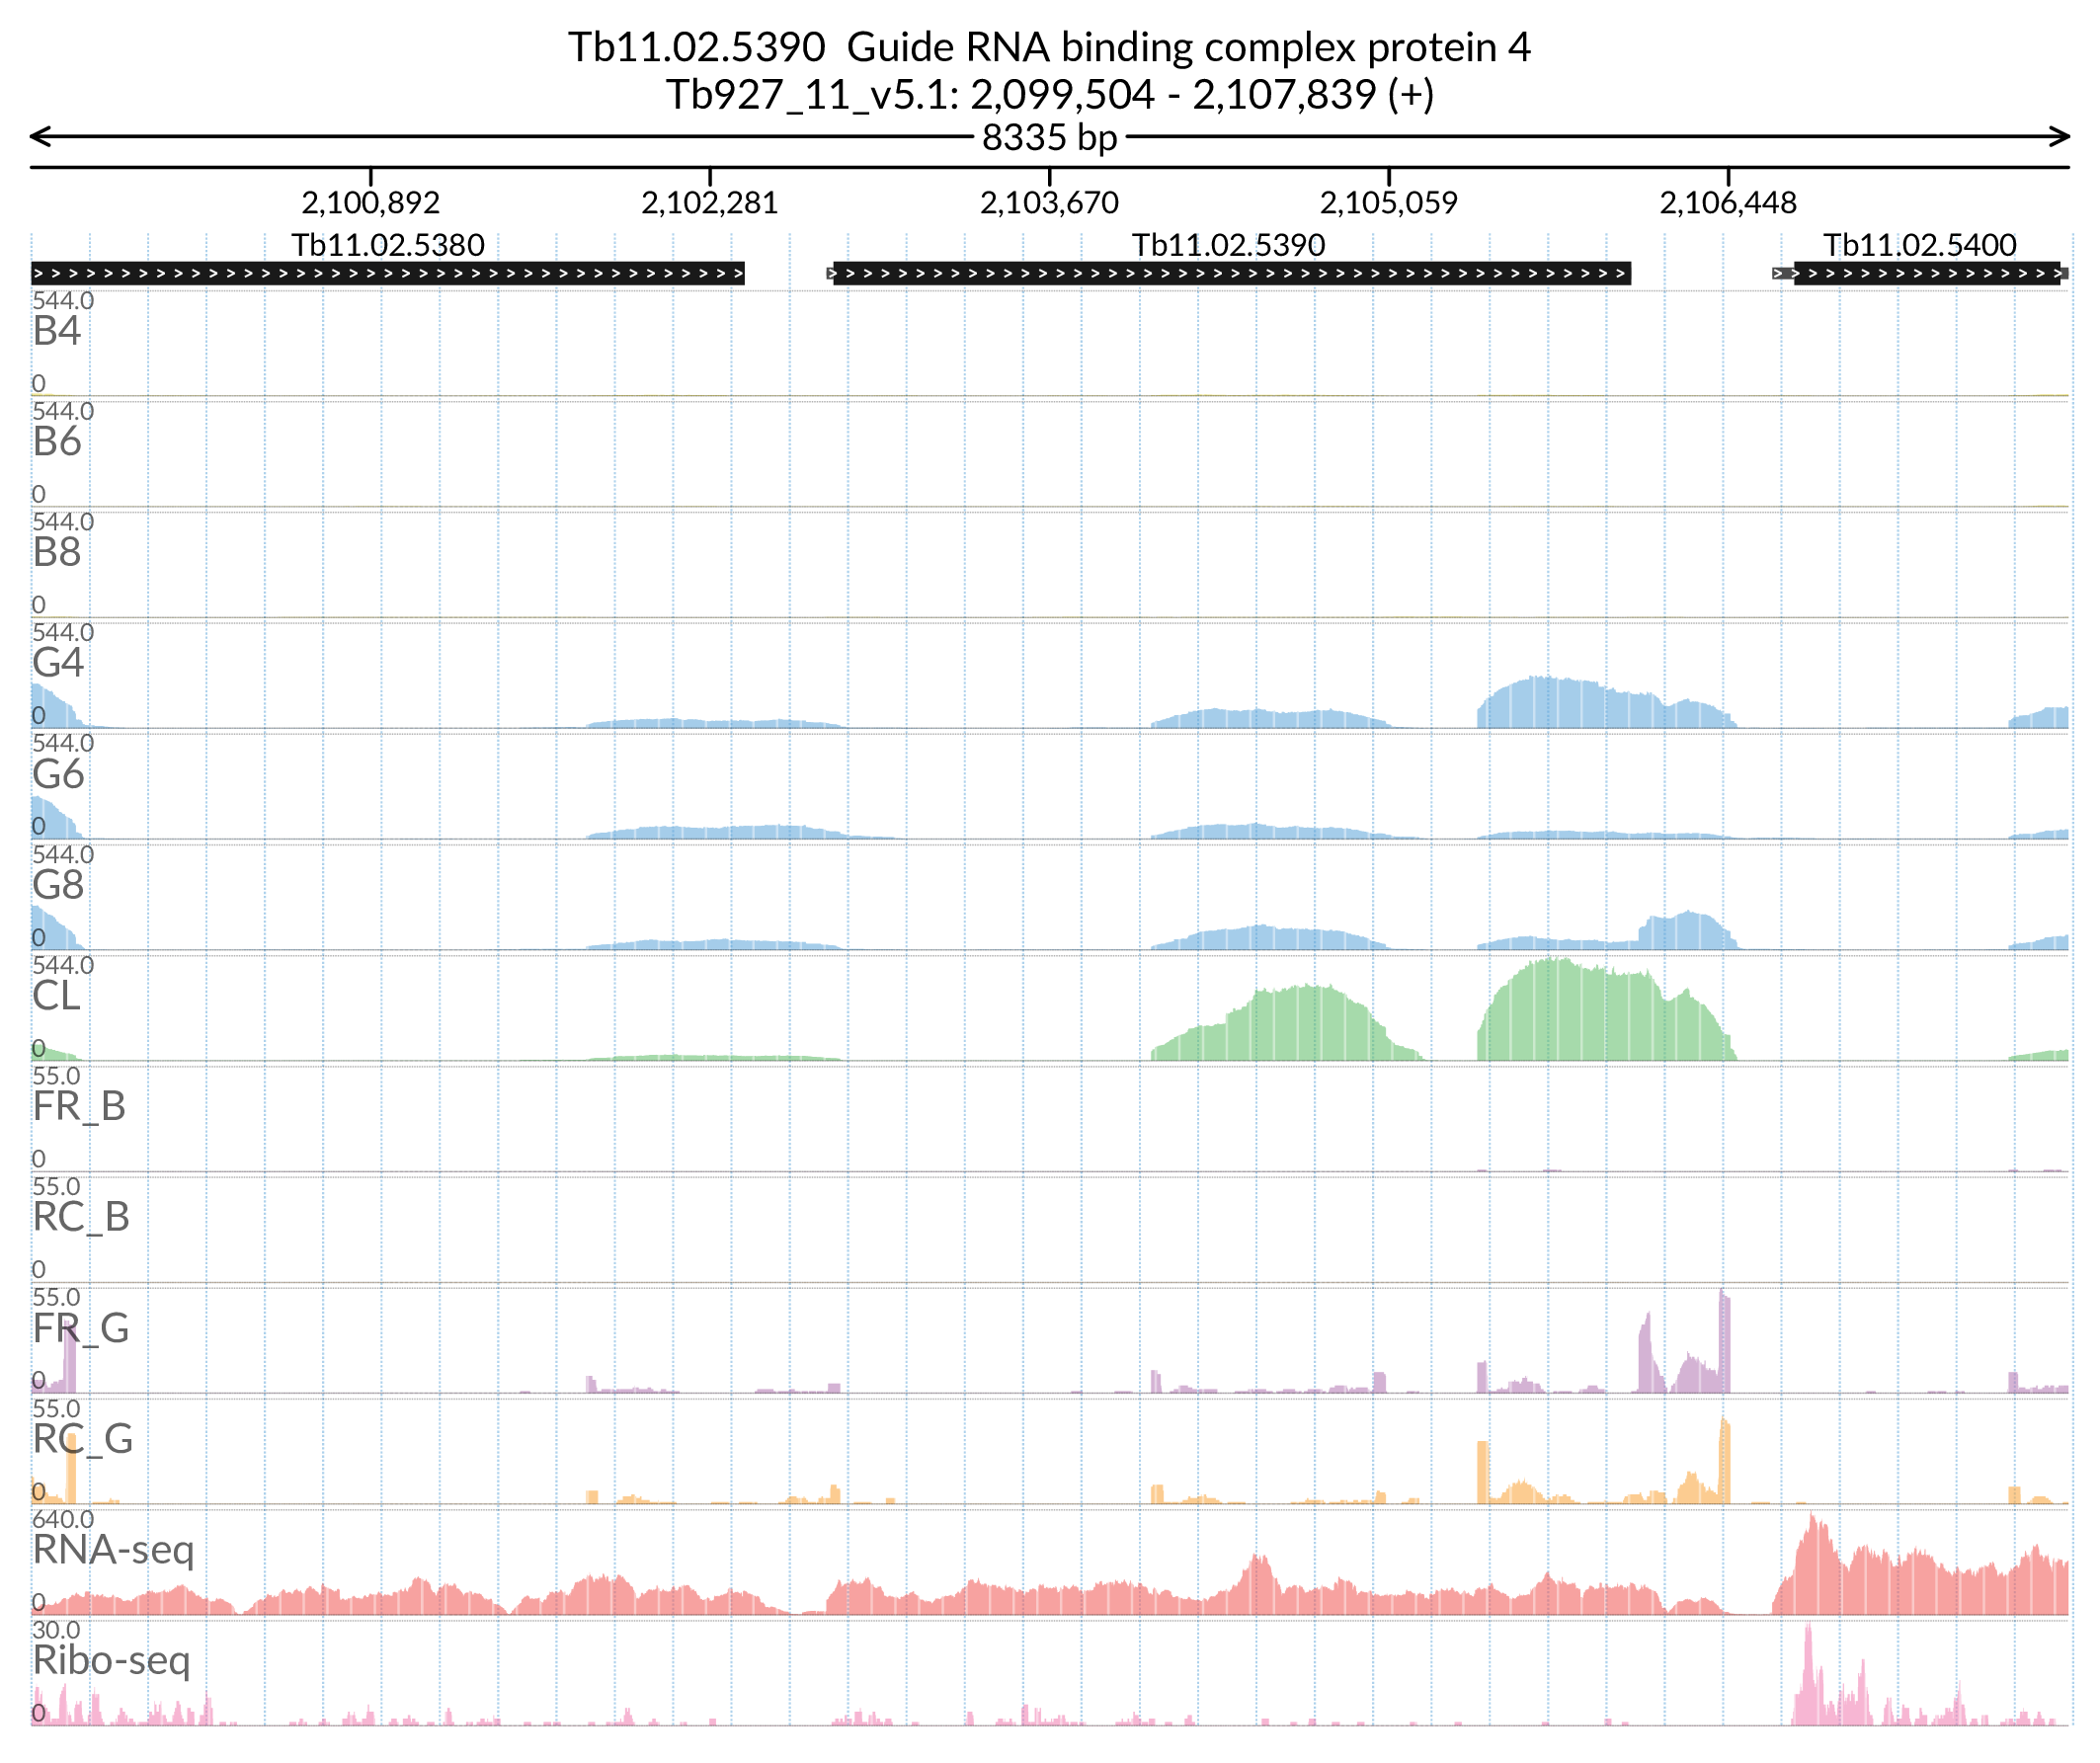 Tb11.02.5390 Guide RNA binding complex protein 4
Tb927_11_v5.1: 2,099,504 - 2,107,839 (+)
8335 bp
2,100,892 2,102,281 2,103,670 2,105,059 2,106,448
Tb11.02.5380 Tb11.02.5390 Tb11.02.5400
544.0
B4
0
544.0
B6
0
544.0
B8
0
544.0
G4
0
544.0
G6
0
544.0
G8
0
544.0
CL
0
55.0
FR_B
0
55.0
RC_B
0
55.0
FR_G
0
55.0
RC_G
0
640.0
RNA-seq
0
30.0
Ribo-seq
0